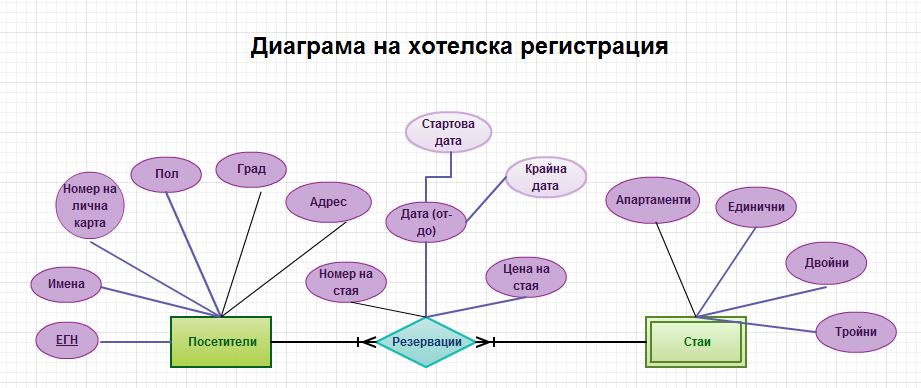 Диаграма на хотелска регистрация
Стартова
дата
Крайна
дата
Град
Пол
Номер на
лична
карта
Адрес
Дата (от-
до)
Апартаменти
Единични
Двойни
Имена
Номер на
стая
Цена на
стая
Тройни
ЕГН
Посетители
Резервации
Стаи